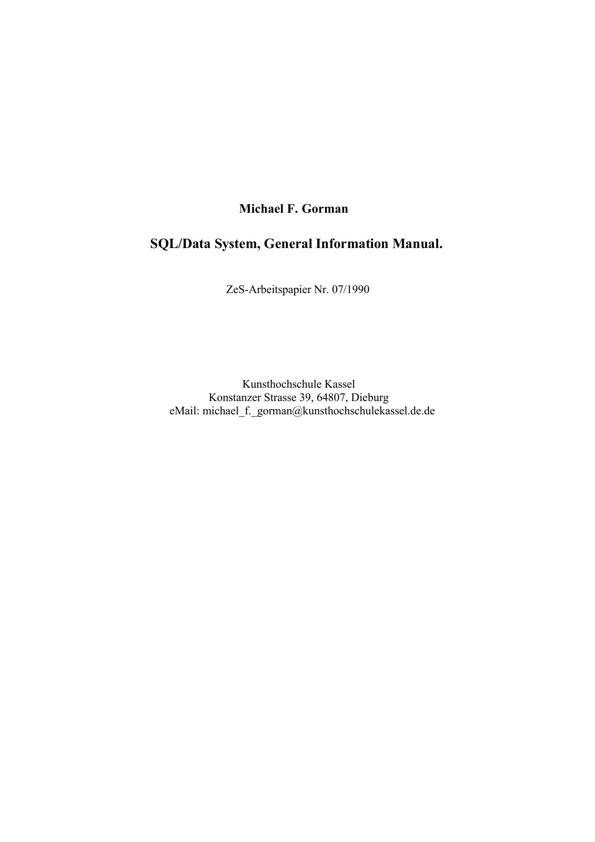 Michael F. Gorman
SQL/Data System, General Information Manual.
ZeS-Arbeitspapier Nr. 07/1990
Kunsthochschule Kassel
Konstanzer Strasse 39, 64807, Dieburg
eMail: michael_f._gorman@kunsthochschulekassel.de.de